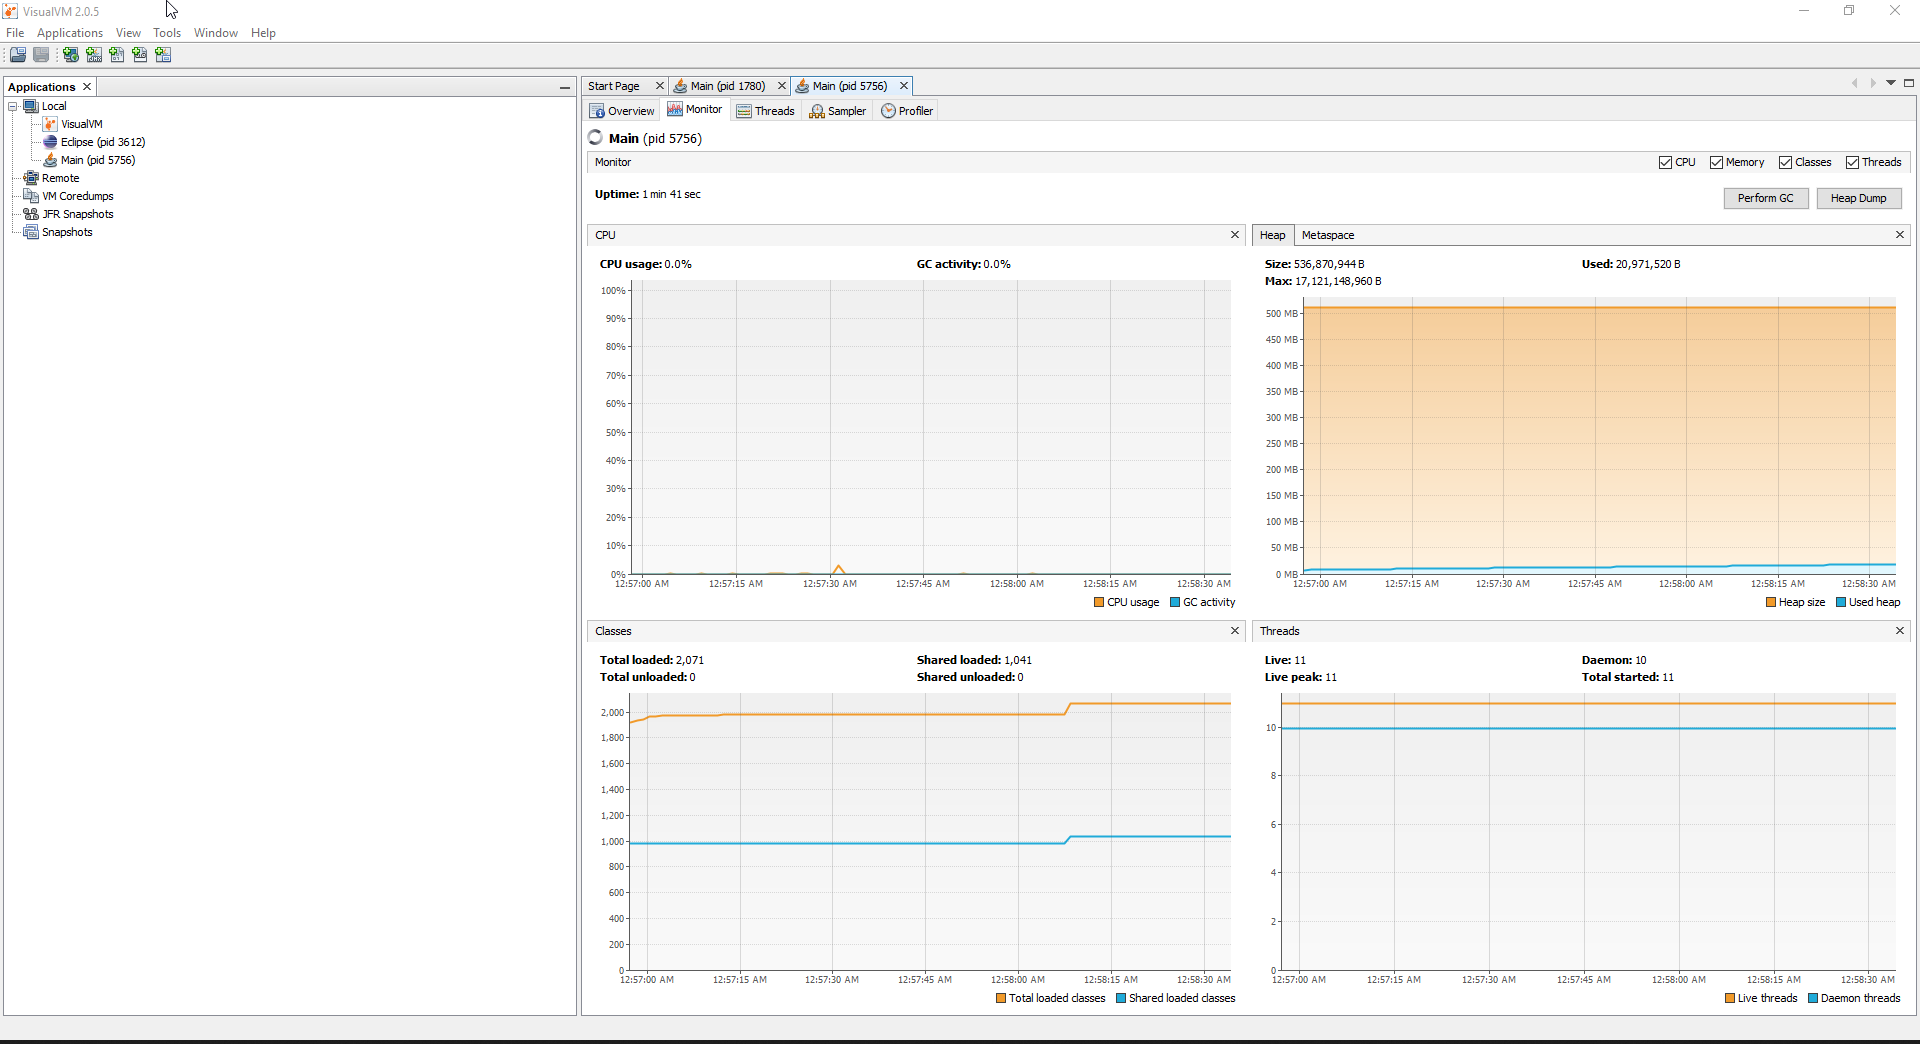 VisualVM 2.0.5
File Applications View Tools Window Help
Applications
Local
VisualVM
Eclipse (pid 3612)
Main (pid 5756)
Remote
VM Coredumps
JFR Snapshots
Snapshots
Start Page Main (pid 1780) Main (pid 5756)
Overview Monitor Threads Sampler Profiler
Main (pid 5756)
Monitor CPU Memory Classes Threads
Uptime: 1 min 41 sec
Perform GC Heap Dump
CPU
CPU usage: 0.0% GC activity: 0.0%
100%
90%
80%
70%
60%
50%
40%
30%
20%
10%
0%
12:57:00 AM 12:57:15 AM 12:57:30 AM 12:57:45 AM 12:58:00 AM 12:58:15 AM 12:58:30 AM
CPU usage GC activity
Heap Metaspace
Size: 536,870,944 B Used: 20,971,520 B
Max: 17,121,148,960 B
500 MB
450 MB
400 MB
350 MB
300 MB
250 MB
200 MB
150 MB
100 MB
50 MB
0 MB
12:57:00 AM 12:57:15 AM 12:57:30 AM 12:57:45 AM 12:58:00 AM 12:58:15 AM 12:58:30 AM
Heap size Used heap
Classes
Total loaded: 2,071 Shared loaded: 1,041
Total unloaded: 0 Shared unloaded: 0
2,000
1,800
1,600
1,400
1,200
1,000
800
600
400
200
0
12:57:00 AM 12:57:15 AM 12:57:30 AM 12:57:45 AM 12:58:00 AM 12:58:15 AM 12:58:30 AM
Total loaded classes Shared loaded classes
Threads
Live: 11 Daemon: 10
Live peak: 11 Total started: 11
10
8
6
4
2
0
12:57:00 AM 12:57:15 AM 12:57:30 AM 12:57:45 AM 12:58:00 AM 12:58:15 AM 12:58:30 AM
Live threads Daemon threads